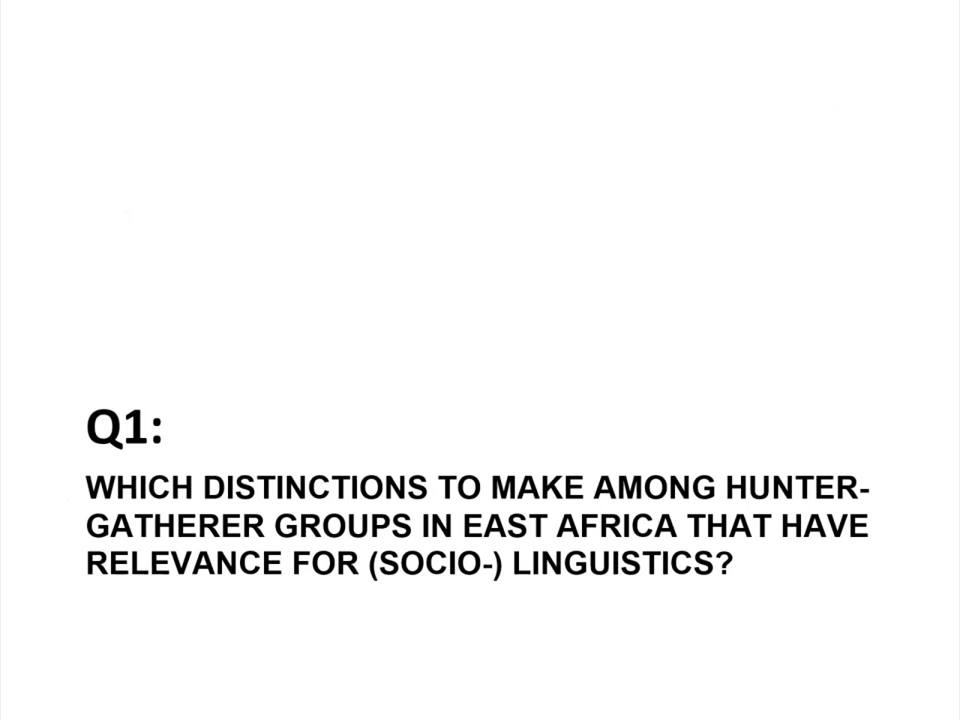 Q1:
WHICH DISTINCTIONS TO MAKE AMONG HUNTER-
GATHERER GROUPS IN EAST AFRICA THAT HAVE
RELEVANCE FOR (SOCIO-) LINGUISTICS?